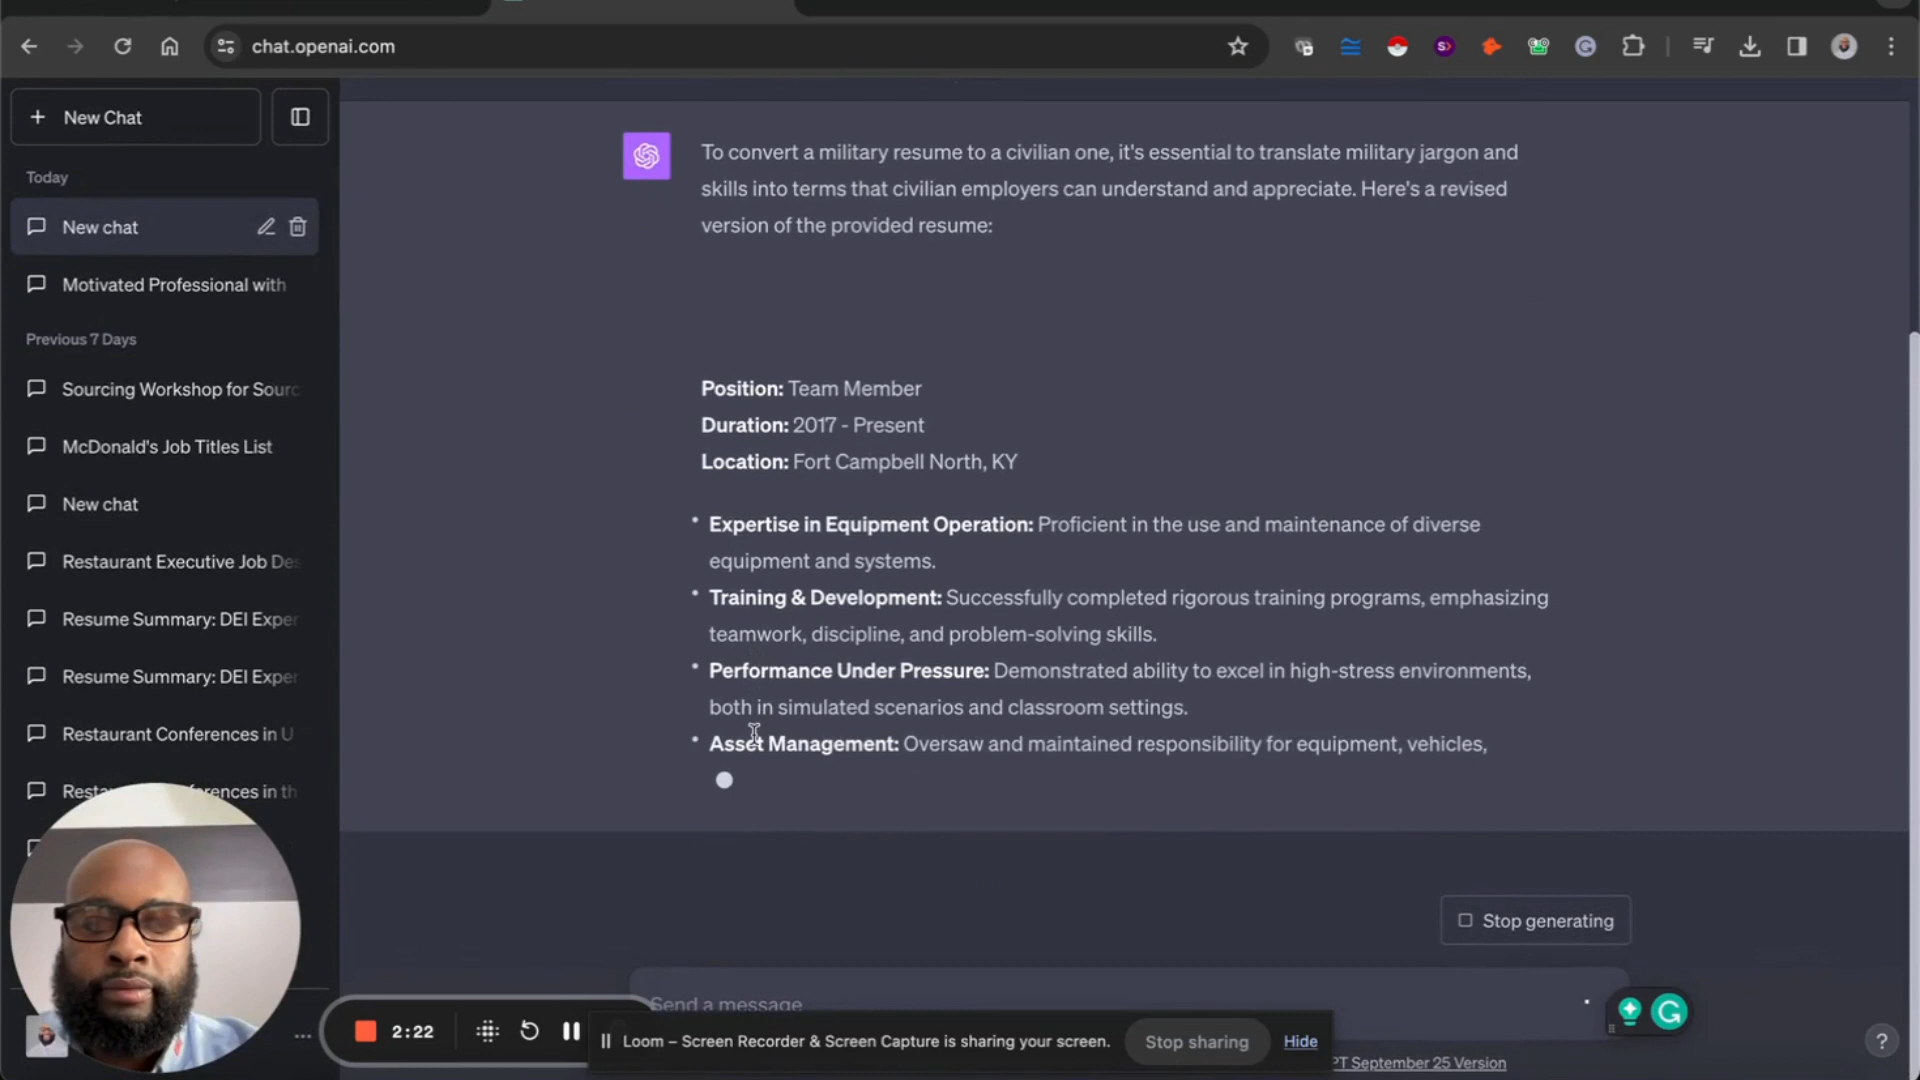 chat.openai.com
New Chat
Today
New chat
Motivated Professional with
Previous 7 Days
Sourcing Workshop for Sourc
McDonald's Job Titles List
New chat
Restaurant Executive Job Des
Resume Summary: DEI Exper
Resume Summary: DEI Exper
Restaurant Conferences in U
To convert a military resume to a civilian one, it's essential to translate military jargon and
skills into terms that civilian employers can understand and appreciate. Here's a revised
version of the provided resume:
Position: Team Member
Duration: 2017 - Present
Location: Fort Campbell North, KY
• Expertise in Equipment Operation: Proficient in the use and maintenance of diverse
equipment and systems.
• Training & Development: Successfully completed rigorous training programs, emphasizing
teamwork, discipline, and problem-solving skills.
• Performance Under Pressure: Demonstrated ability to excel in high-stress environments,
both in simulated scenarios and classroom settings.
• Asset Management: Oversaw and maintained responsibility for equipment, vehicles,
Stop generating
Send a message
2:22
Loom – Screen Recorder & Screen Capture is sharing your screen.
Stop sharing
Hide
PT September 25 Version
?